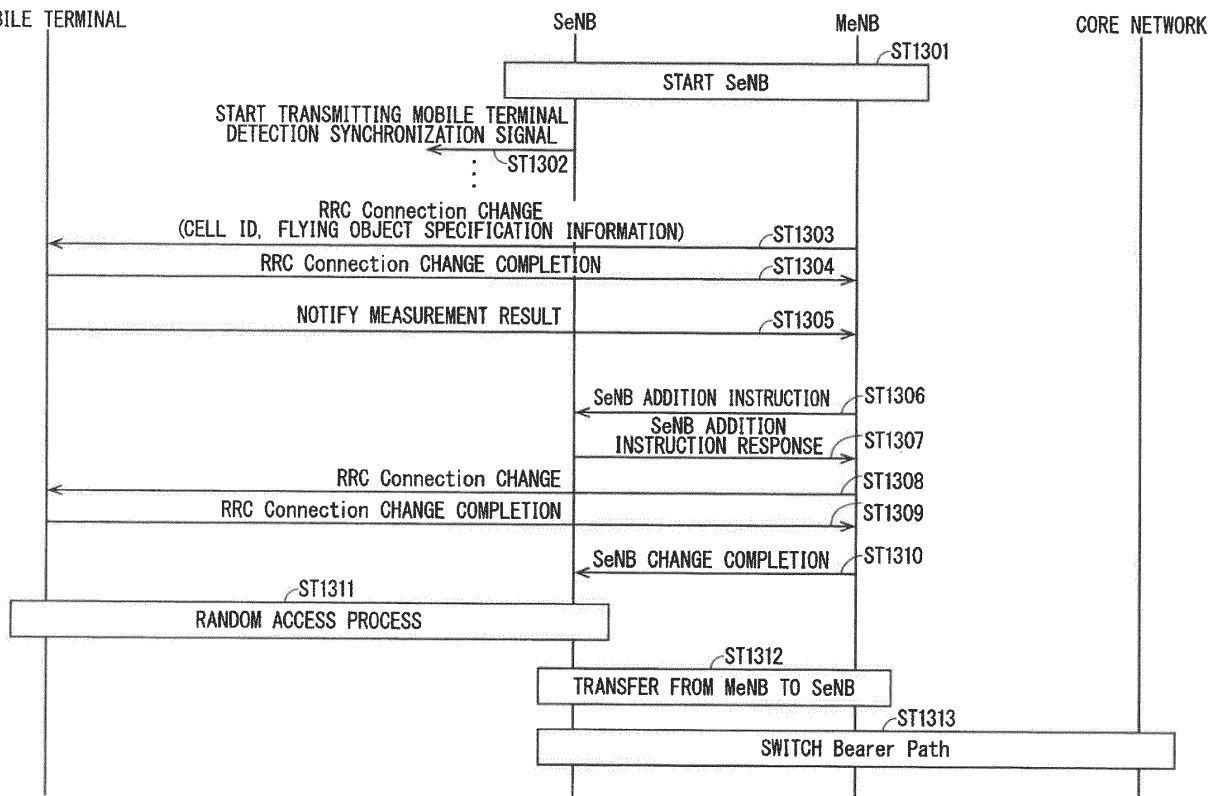 BILE TERMINAL
SeNB
MeNB
CORE NETWORK
ST1301
START SeNB
START TRANSMITTING MOBILE TERMINAL
DETECTION SYNCHRONIZATION SIGNAL
ST1302
RRC Connection CHANGE
(CELL ID, FLYING OBJECT SPECIFICATION INFORMATION)
ST1303
RRC Connection CHANGE COMPLETION
ST1304
NOTIFY MEASUREMENT RESULT
ST1305
SeNB ADDITION INSTRUCTION
ST1306
SeNB ADDITION
INSTRUCTION RESPONSE
ST1307
RRC Connection CHANGE
ST1308
RRC Connection CHANGE COMPLETION
ST1309
SeNB CHANGE COMPLETION
ST1310
ST1311
RANDOM ACCESS PROCESS
ST1312
TRANSFER FROM MeNB TO SeNB
ST1313
SWITCH Bearer Path